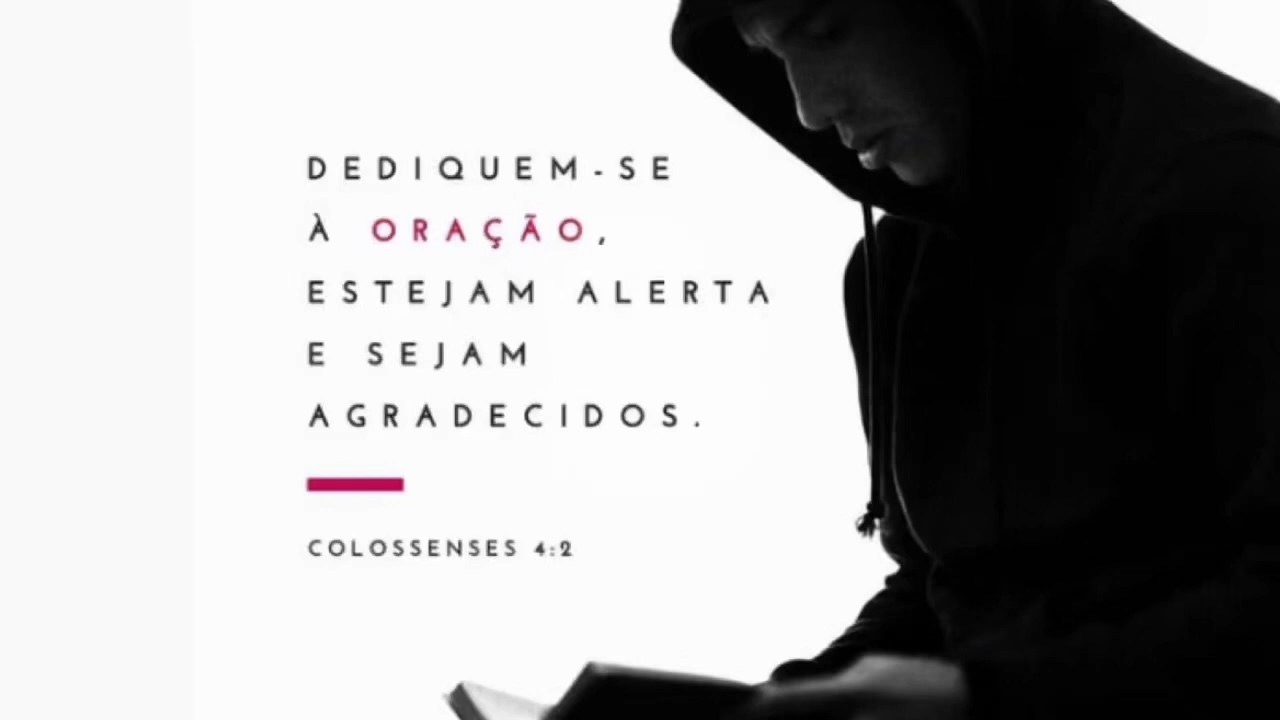 DEDIQUEM-SE
À ORAÇÃO,
ESTEJAM ALERTA
E SEJAM
AGRADECIDOS.
COLOSSENSES 4:2